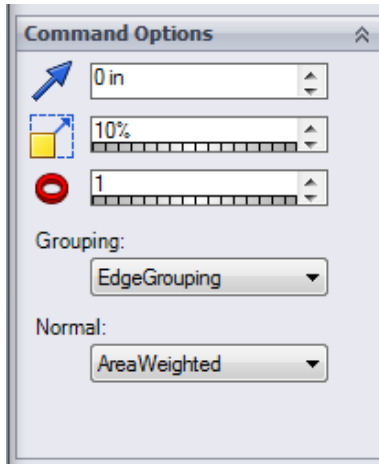 Command Options
0 in
10%
1
Grouping:
EdgeGrouping
Normal:
AreaWeighted